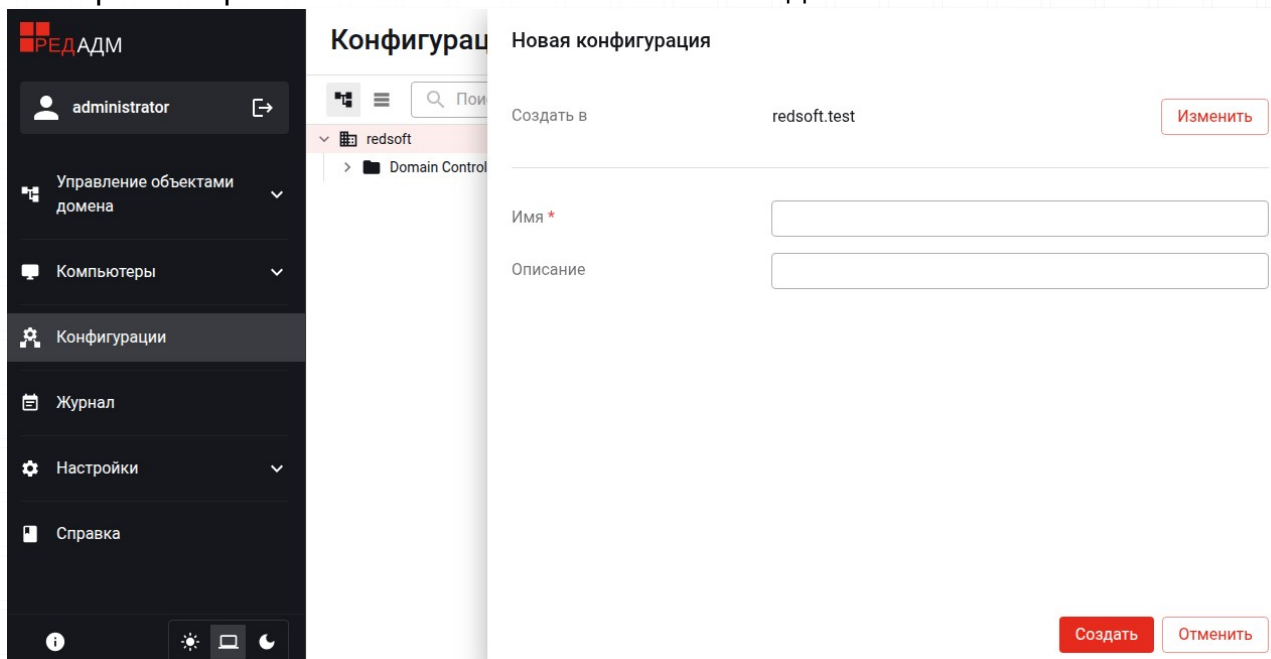 РЕДАДМ
administrator
Управление объектами
домена
Компьютеры
Конфигурации
Журнал
Настройки
Справка
Конфигурац
Пои
redsoft
Domain Control
Новая конфигурация
Создать в
redsoft.test
Изменить
Имя *
Описание
Создать
Отменить